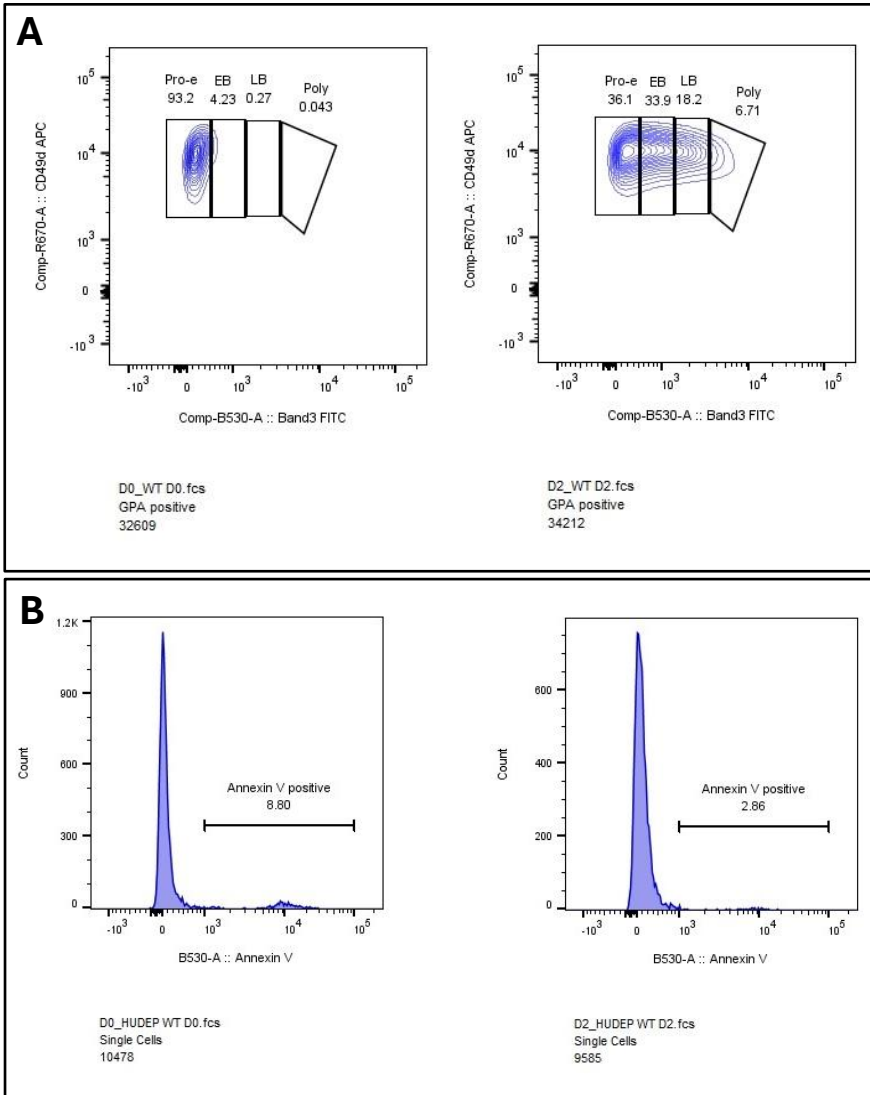 A
10^5
10^4
10^3
0
-10^3
Comp-R670-A :: CD49d APC
Pro-e EB LB Poly
93.2 4.23 0.27 0.043
-10^3 0 10^3 10^4 10^5
Comp-B530-A :: Band3 FITC
D0_WT D0.fcs
GPA positive
32609
10^5
10^4
10^3
0
-10^3
Comp-R670-A :: CD49d APC
Pro-e EB LB Poly
36.1 33.9 18.2 6.71
-10^3 0 10^3 10^4 10^5
Comp-B530-A :: Band3 FITC
D2_WT D2.fcs
GPA positive
34212
B
1.2K
900
600
300
0
Count
Annexin V positive
8.80
-10^3 0 10^3 10^4 10^5
B530-A :: Annexin V
D0_HUDEP WT D0.fcs
Single Cells
10478
600
400
200
0
Count
Annexin V positive
2.86
-10^3 0 10^3 10^4 10^5
B530-A :: Annexin V
D2_HUDEP WT D2.fcs
Single Cells
9585